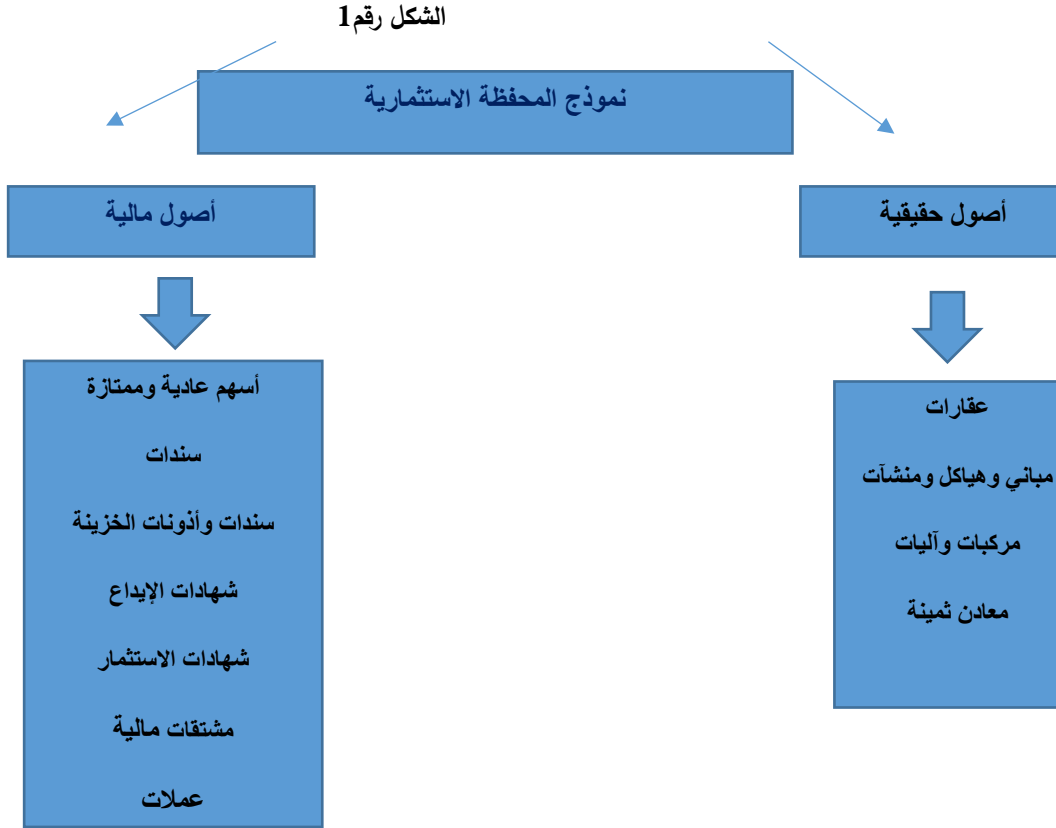 الشكل رقم1
نموذج المحفظة الاستثمارية
أصول حقيقية
أصول مالية
عقارات
مباني وهياكل ومنشآت
مركبات وآليات
معادن ثمينة
أسهم عادية وممتازة
سندات
سندات وأذونات الخزينة
شهادات الإيداع
شهادات الاستثمار
مشتقات مالية
عملات